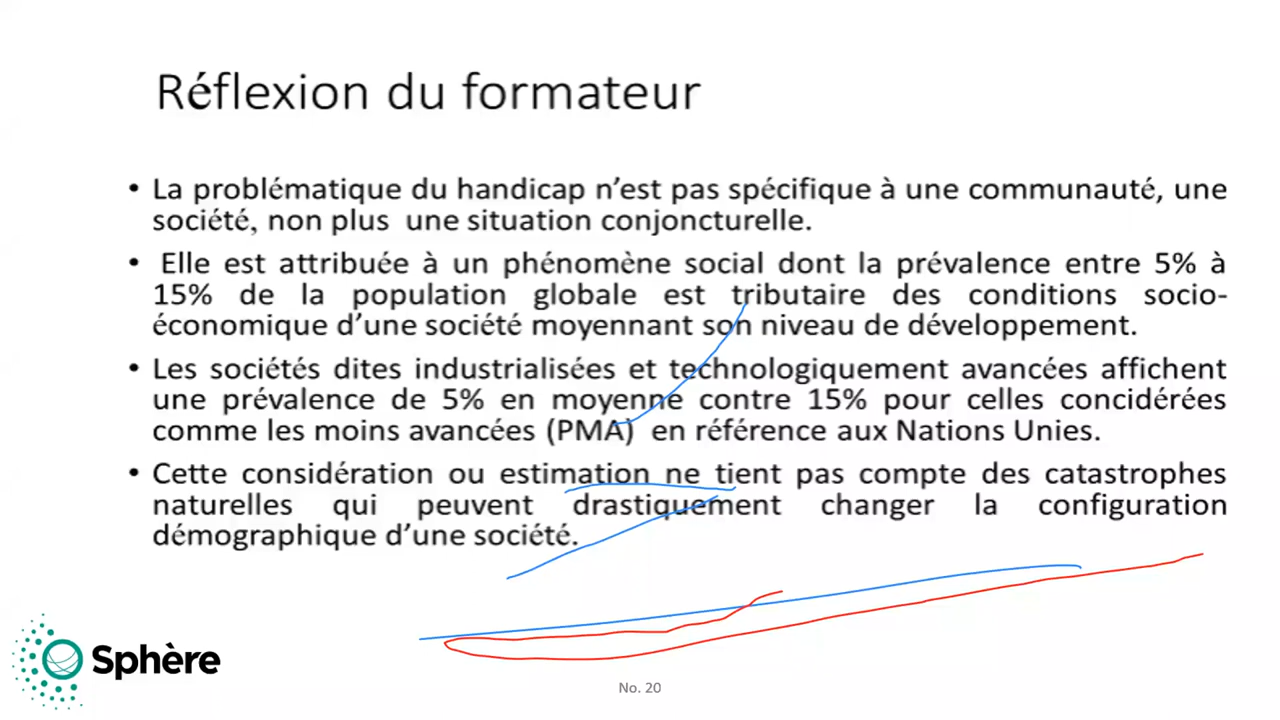 Réflexion du formateur
• La problématique du handicap n’est pas spécifique à une communauté, une
société, non plus une situation conjoncturelle.
• Elle est attribuée à un phénomène social dont la prévalence entre 5% à
15% de la population globale est tributaire des conditions socio-
économique d’une société moyennant son niveau de développement.
• Les sociétés dites industrialisées et technologiquement avancées affichent
une prévalence de 5% en moyenne contre 15% pour celles concidérées
comme les moins avancées (PMA) en référence aux Nations Unies.
• Cette considération ou estimation ne tient pas compte des catastrophes
naturelles qui peuvent drastiquement changer la configuration
démographique d’une société.
Sphère
No. 20